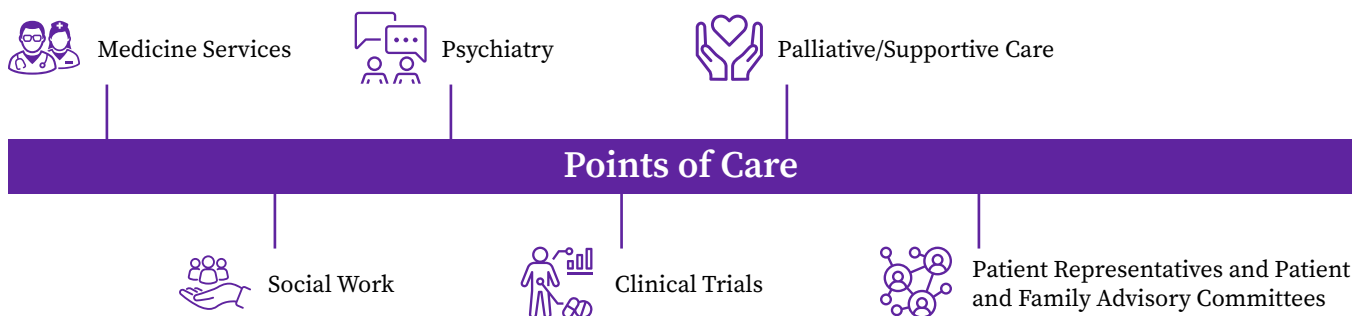 Medicine Services
Psychiatry
Palliative/Supportive Care
Points of Care
Social Work
Clinical Trials
Patient Representatives and Patient
and Family Advisory Committees